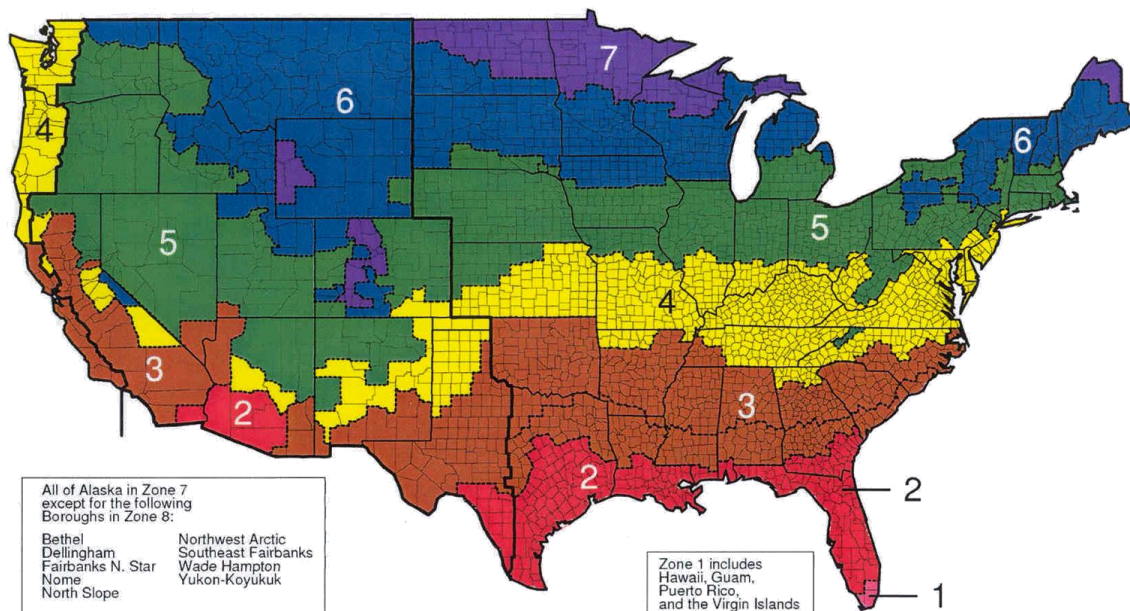 7
6
4
6
5
5
4
3
3
2
2
2
1
All of Alaska in Zone 7
except for the following
Boroughs in Zone 8:
Bethel Northwest Arctic
Dellingham Southeast Fairbanks
Fairbanks N. Star Wade Hampton
Nome Yukon-Koyukuk
North Slope
Zone 1 includes
Hawaii, Guam,
Puerto Rico,
and the Virgin Islands